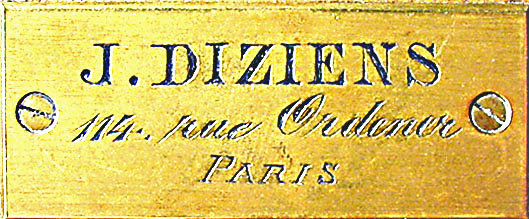 J. DIZIENS
114. rue Ordener
PARIS